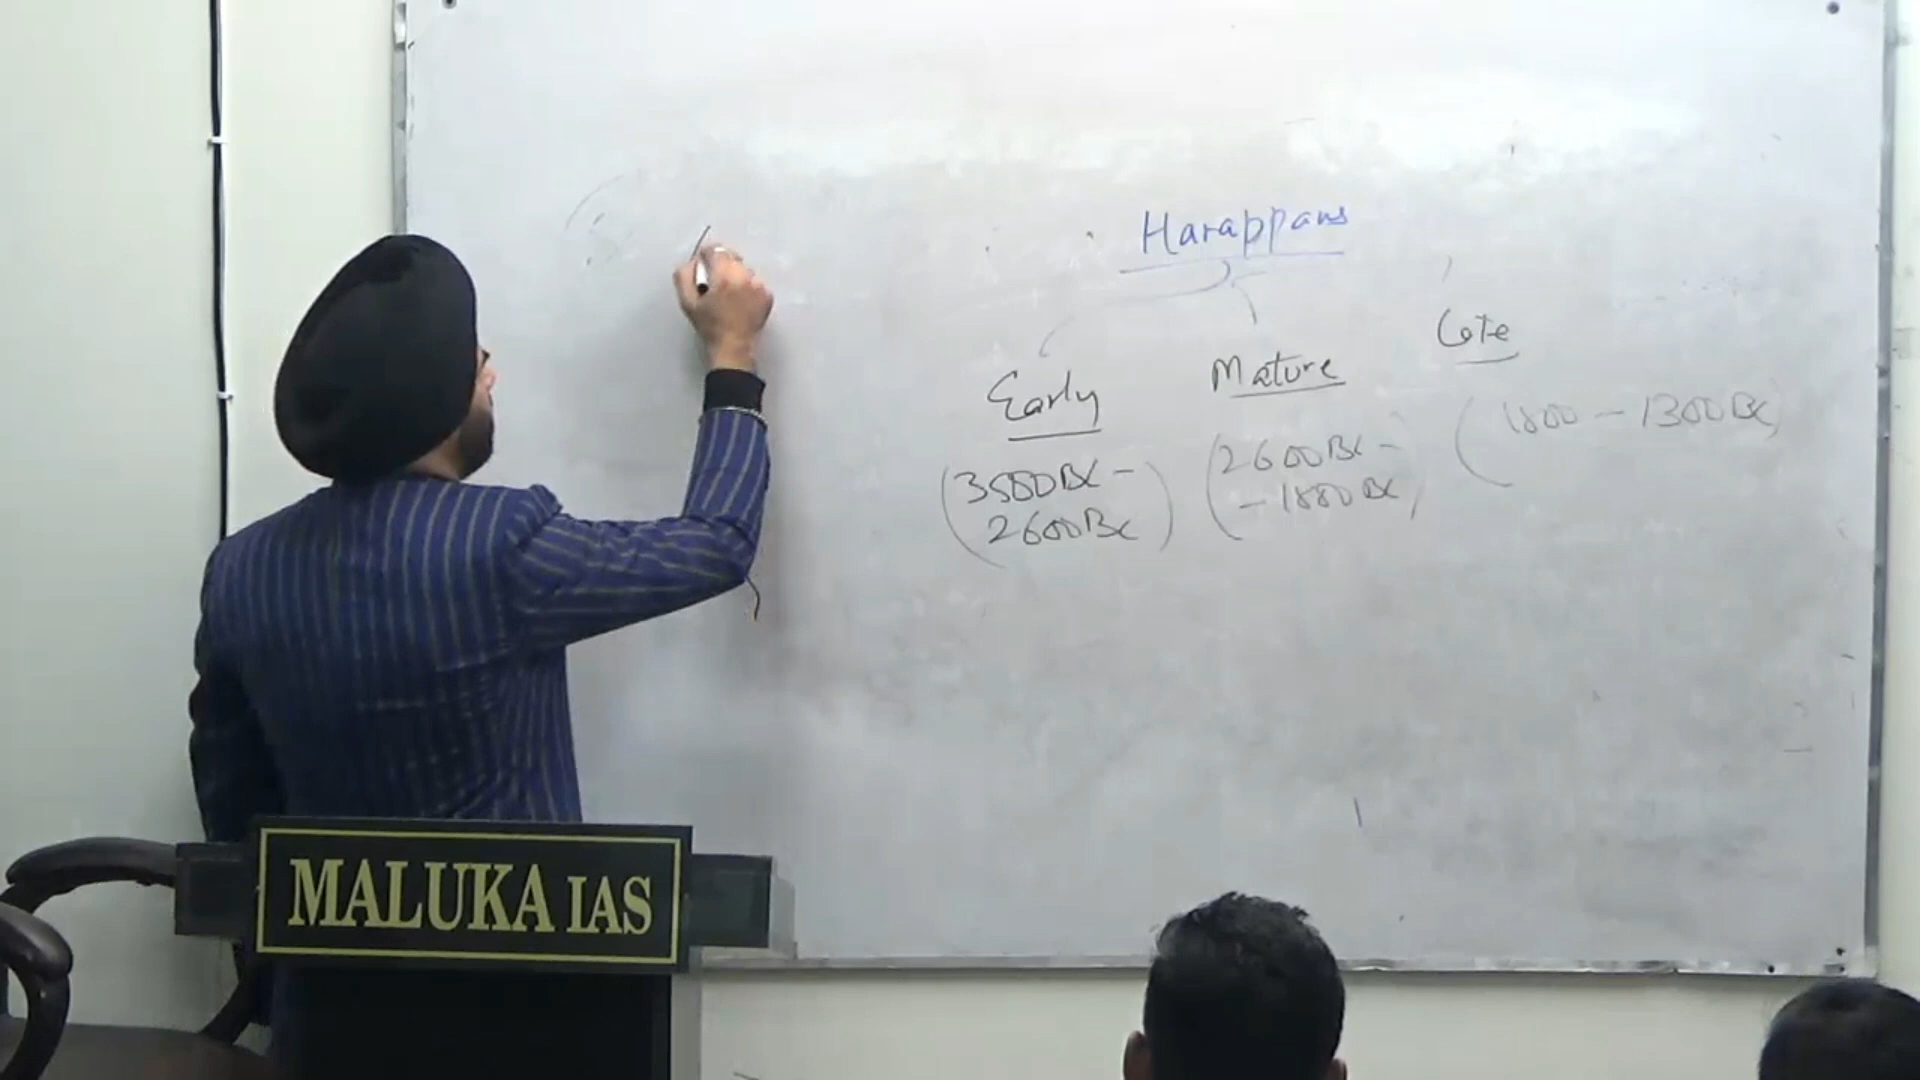 Harappans
Early
(3500BC -
2600BC)
Mature
(2600BC -
- 1800BC)
Late
(1800 - 1300BC)
MALUKA IAS